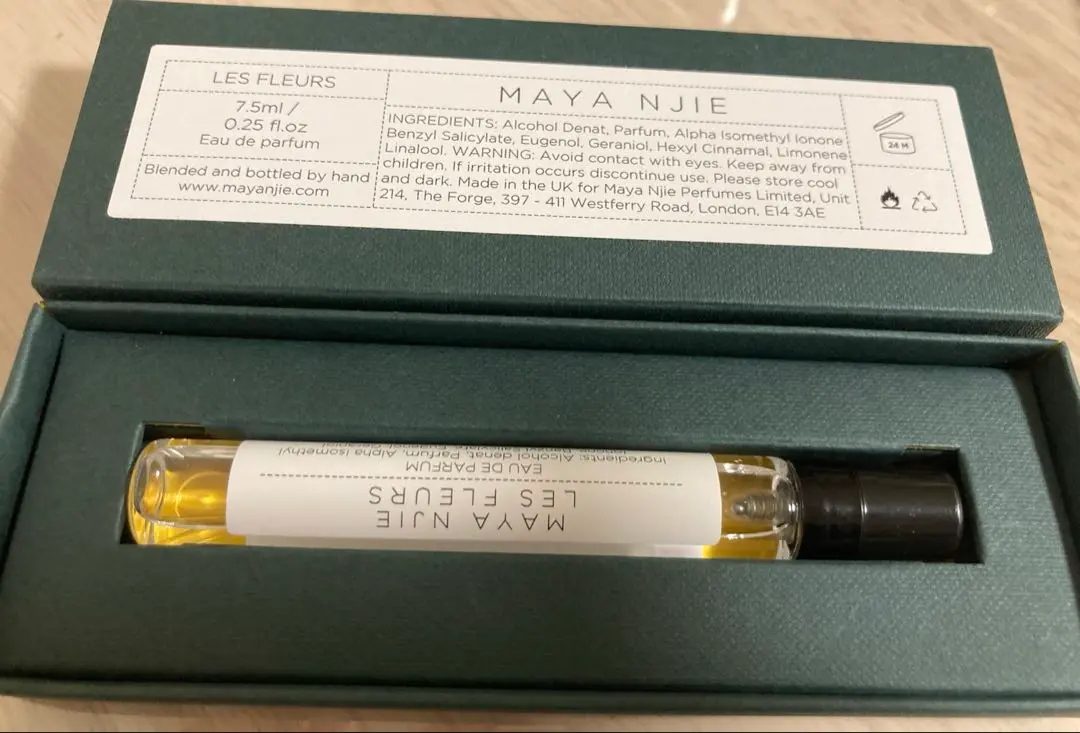 LES FLEURS
7.5ml /
0.25 fl.oz
Eau de parfum
Blended and bottled by hand
www.mayanjie.com
MAYA NJIE
INGREDIENTS: Alcohol Denat, Parfum, Alpha Isomethyl Ionone
Benzyl Salicylate, Eugenol, Geraniol, Hexyl Cinnamal, Limonene
Linalool. WARNING: Avoid contact with eyes. Keep away from
children. If irritation occurs discontinue use. Please store cool
and dark. Made in the UK for Maya Njie Perfumes Limited, Unit
214, The Forge, 397 - 411 Westferry Road, London, E14 3AE
24 M
MAYA NJIE
LES FLEURS
EAU DE PARFUM
Ingredients: Alcohol denat, Parfum, Alpha Isomethyl